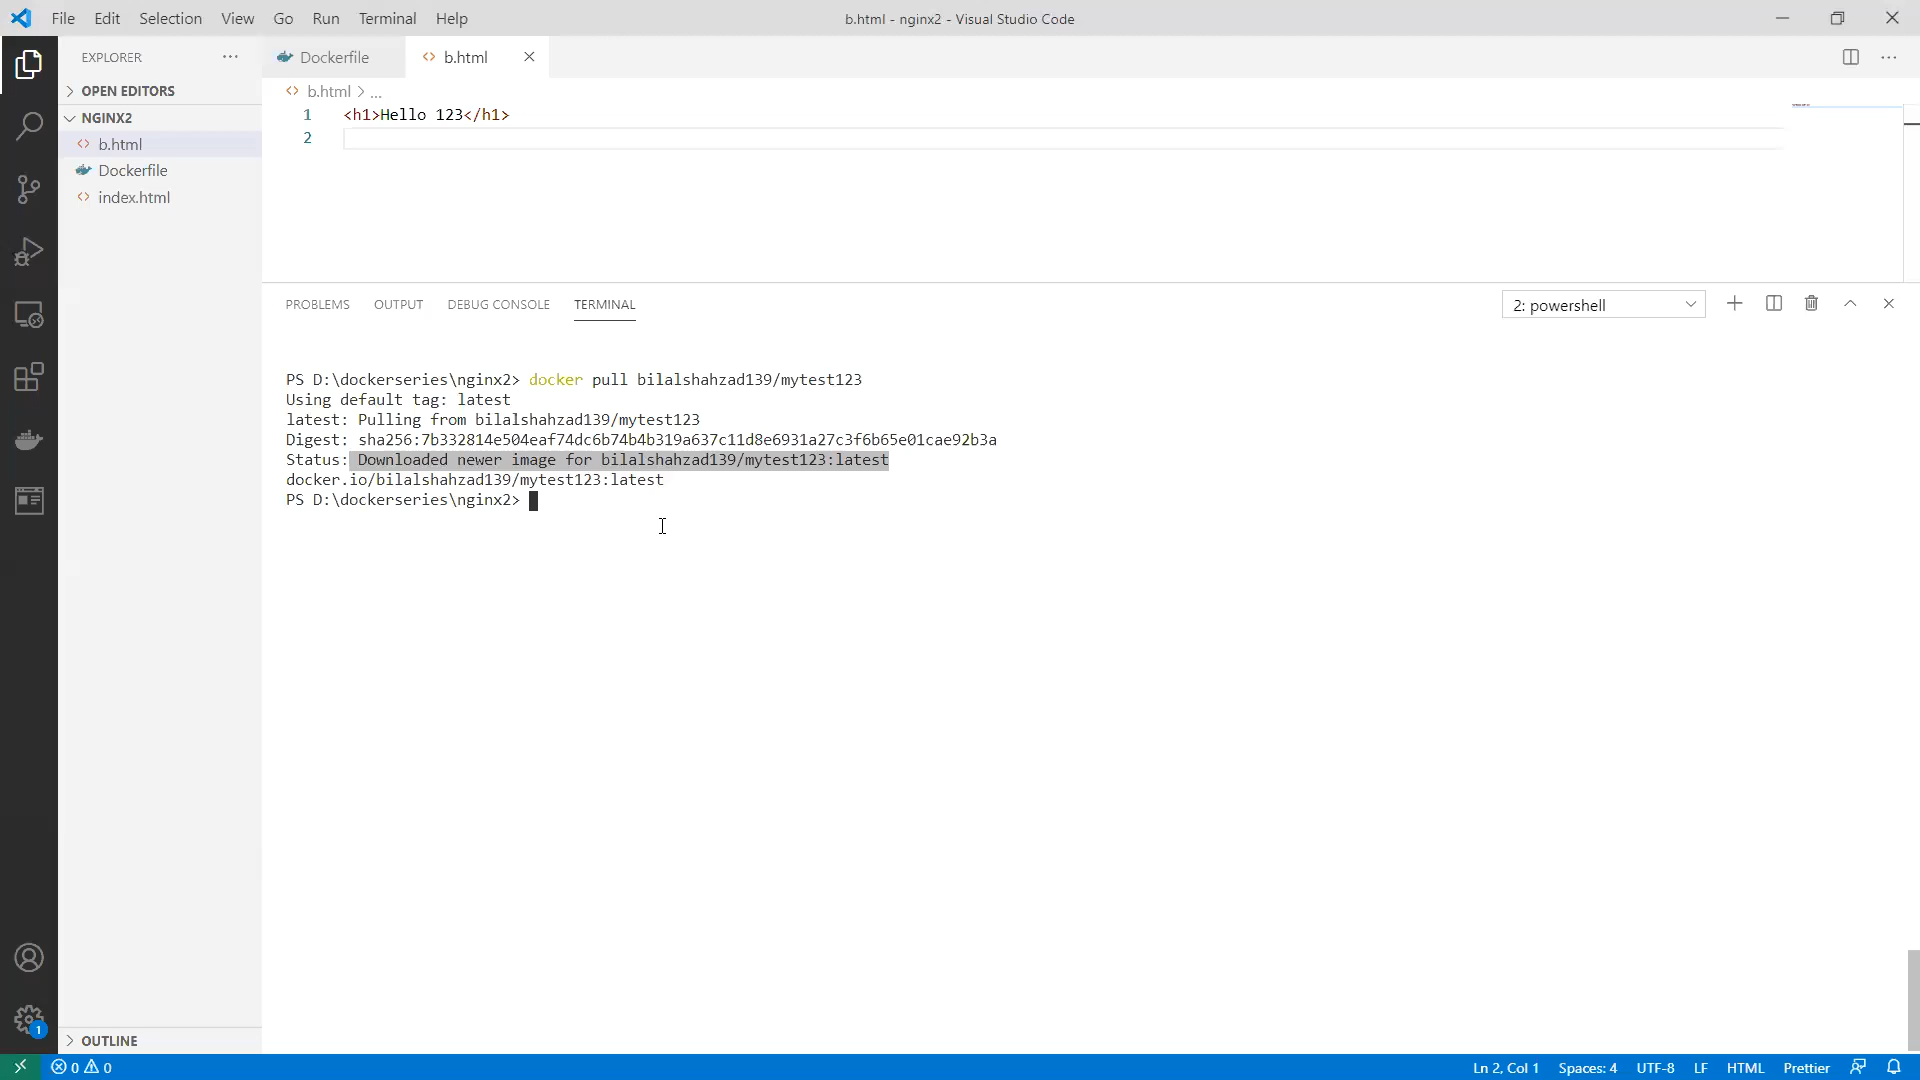 File Edit Selection View Go Run Terminal Help
b.html - nginx2 - Visual Studio Code
EXPLORER
OPEN EDITORS
NGINX2
b.html
Dockerfile
index.html
OUTLINE
Dockerfile b.html
b.html > ...
1 <h1>Hello 123</h1>
2
PROBLEMS OUTPUT DEBUG CONSOLE TERMINAL
2: powershell
PS D:\dockerseries\nginx2> docker pull bilalshahzad139/mytest123
Using default tag: latest
latest: Pulling from bilalshahzad139/mytest123
Digest: sha256:7b332814e504eaf74dc6b74b4b319a637c11d8e6931a27c3f6b65e01cae92b3a
Status: Downloaded newer image for bilalshahzad139/mytest123:latest
docker.io/bilalshahzad139/mytest123:latest
PS D:\dockerseries\nginx2>
1
0 0
Ln 2, Col 1 Spaces: 4 UTF-8 LF HTML Prettier